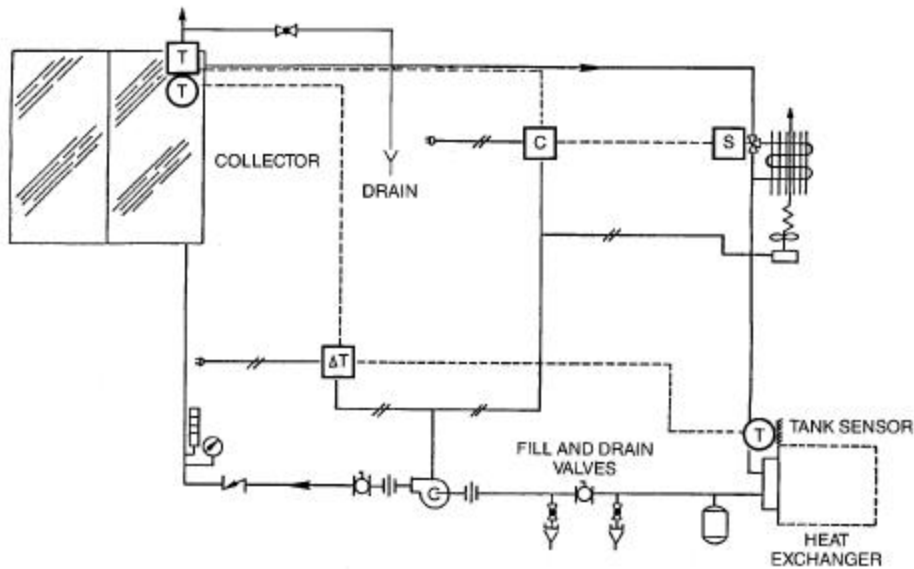 T
T
COLLECTOR
DRAIN
C
S
ΔT
T
TANK SENSOR
FILL AND DRAIN
VALVES
HEAT
EXCHANGER